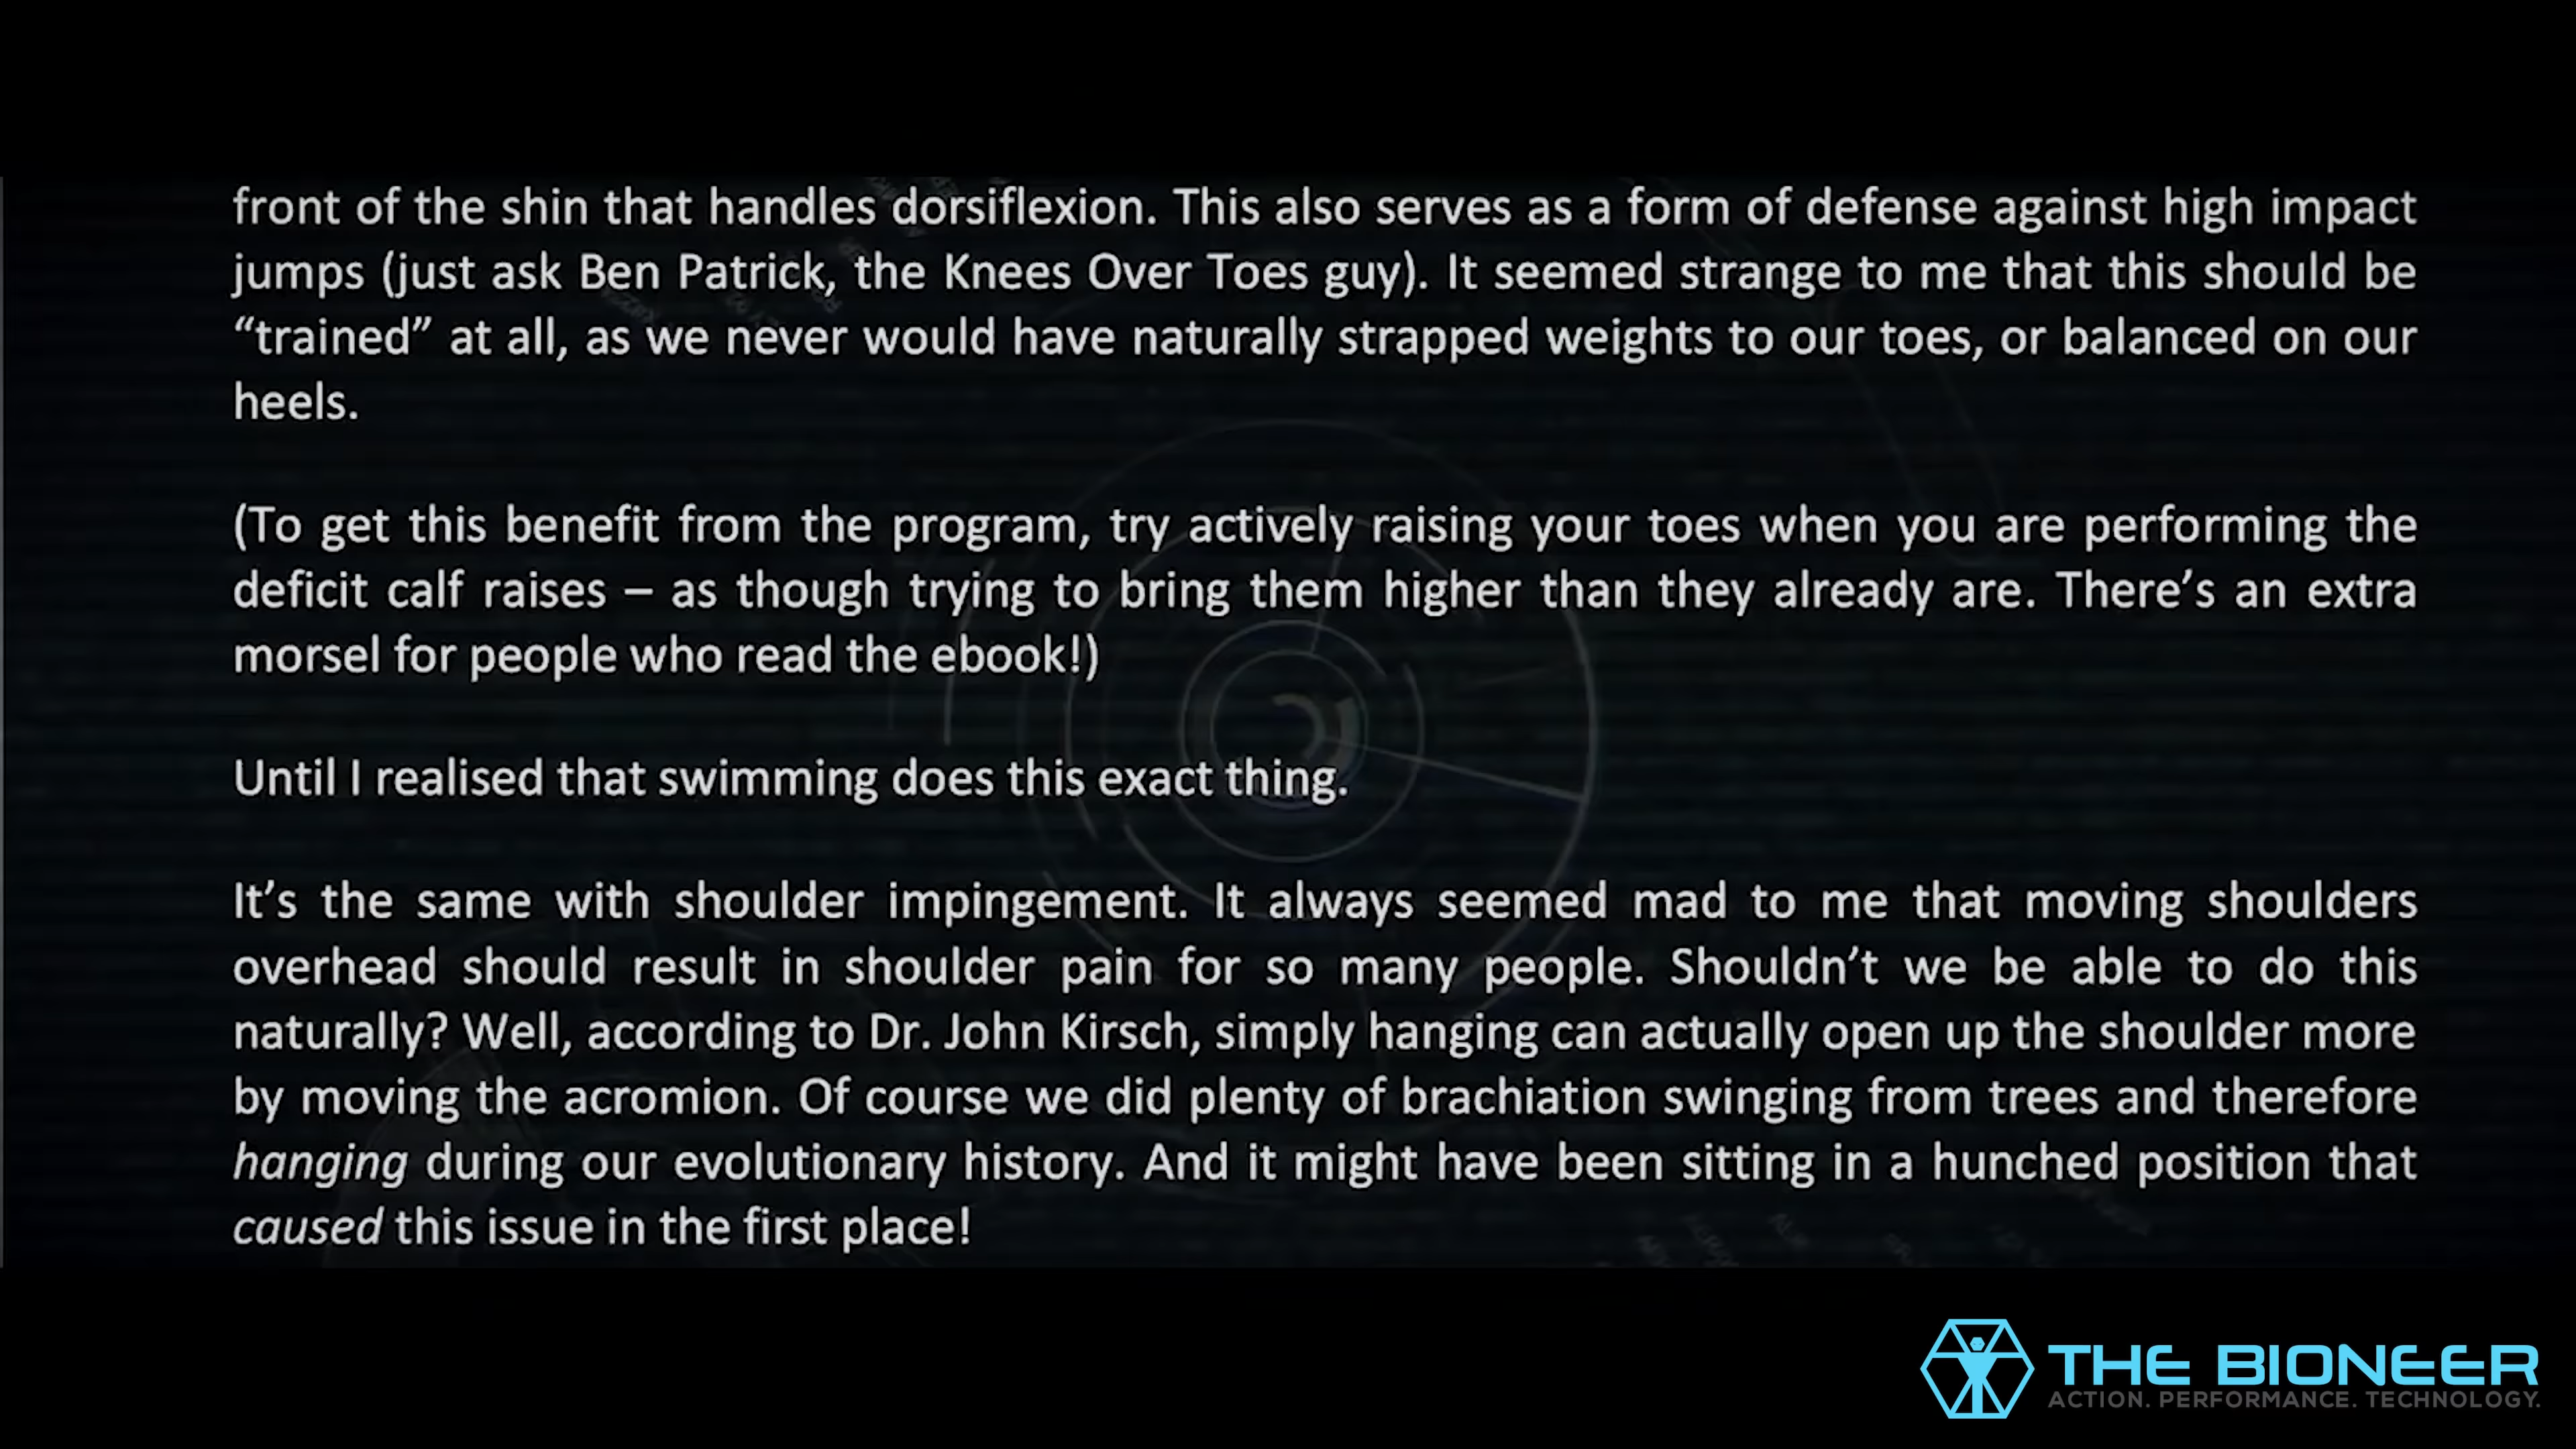 front of the shin that handles dorsiflexion. This also serves as a form of defense against high impact
jumps (just ask Ben Patrick, the Knees Over Toes guy). It seemed strange to me that this should be
“trained” at all, as we never would have naturally strapped weights to our toes, or balanced on our
heels.
(To get this benefit from the program, try actively raising your toes when you are performing the
deficit calf raises – as though trying to bring them higher than they already are. There’s an extra
morsel for people who read the ebook!)
Until I realised that swimming does this exact thing.
It’s the same with shoulder impingement. It always seemed mad to me that moving shoulders
overhead should result in shoulder pain for so many people. Shouldn’t we be able to do this
naturally? Well, according to Dr. John Kirsch, simply hanging can actually open up the shoulder more
by moving the acromion. Of course we did plenty of brachiation swinging from trees and therefore
hanging during our evolutionary history. And it might have been sitting in a hunched position that
caused this issue in the first place!
THE BIONEER
ACTION. PERFORMANCE. TECHNOLOGY.